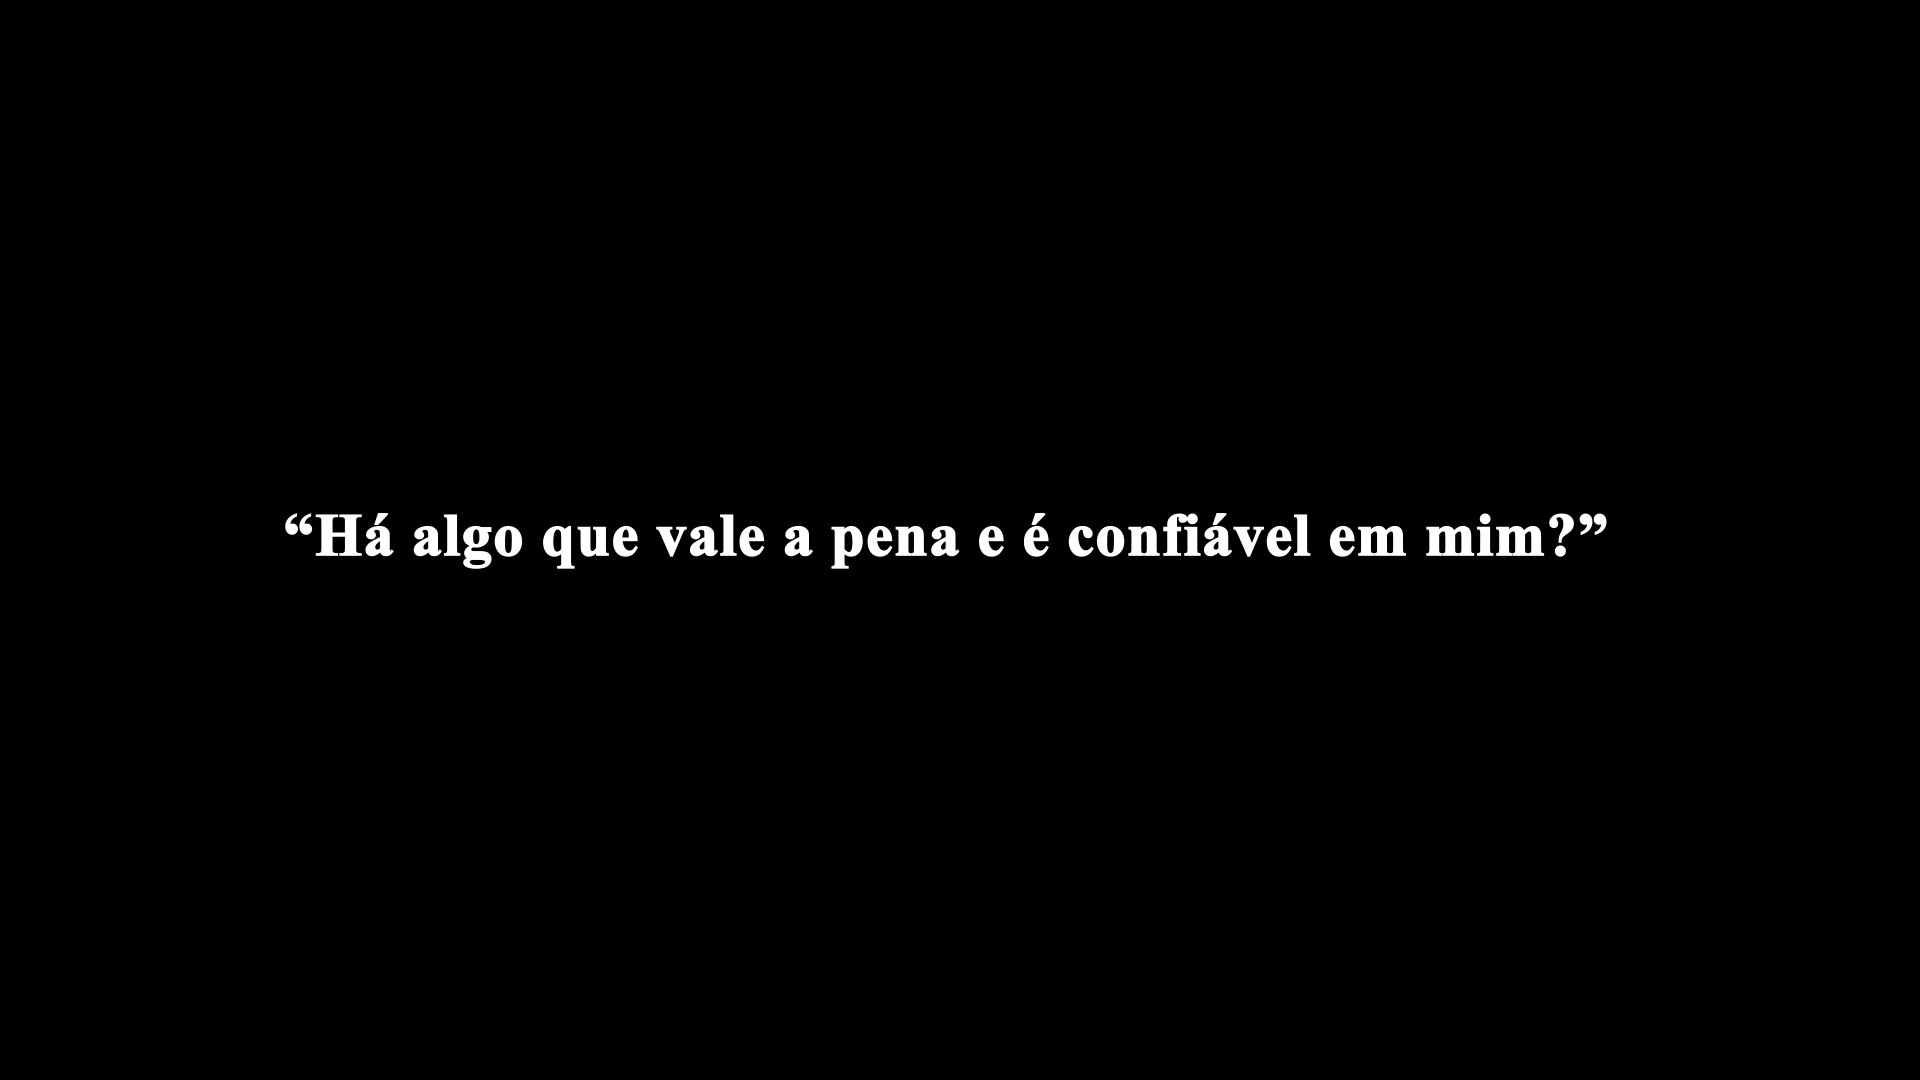 “Há algo que vale a pena e é confiável em mim?”